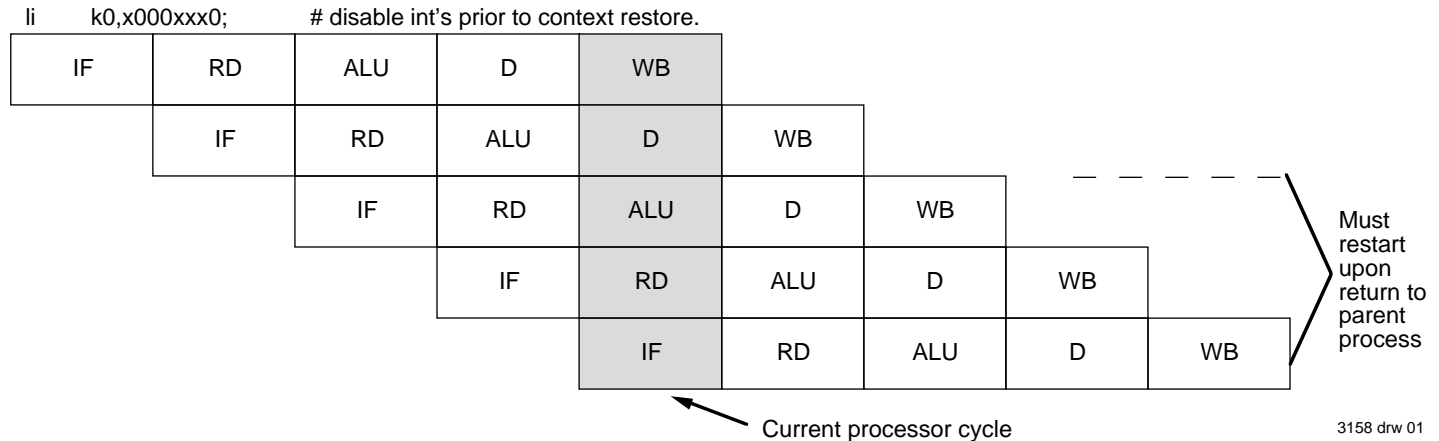 li k0,x000xxx0; # disable int's prior to context restore.
IF RD ALU D WB
IF RD ALU D WB
IF RD ALU D WB
IF RD ALU D WB
IF RD ALU D WB
Must
restart
upon
return to
parent
process
Current processor cycle
3158 drw 01